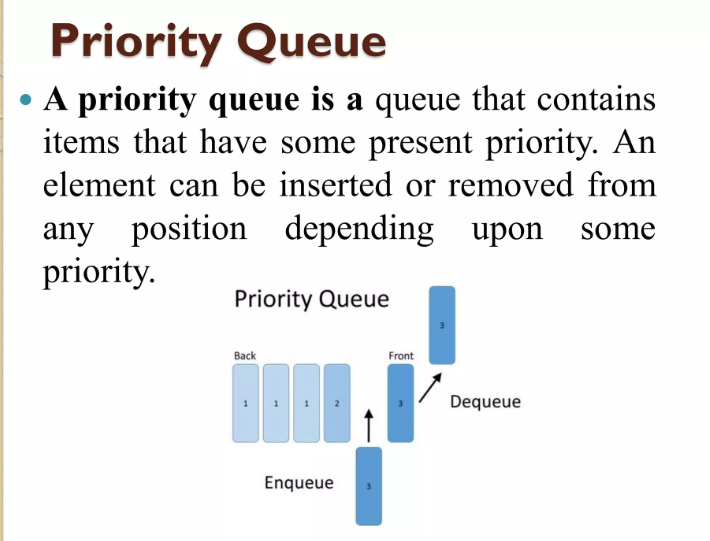 Priority Queue
• A priority queue is a queue that contains
items that have some present priority. An
element can be inserted or removed from
any position depending upon some
priority.
Priority Queue
3
Back Front
1 1 1 2 3
Dequeue
Enqueue
3